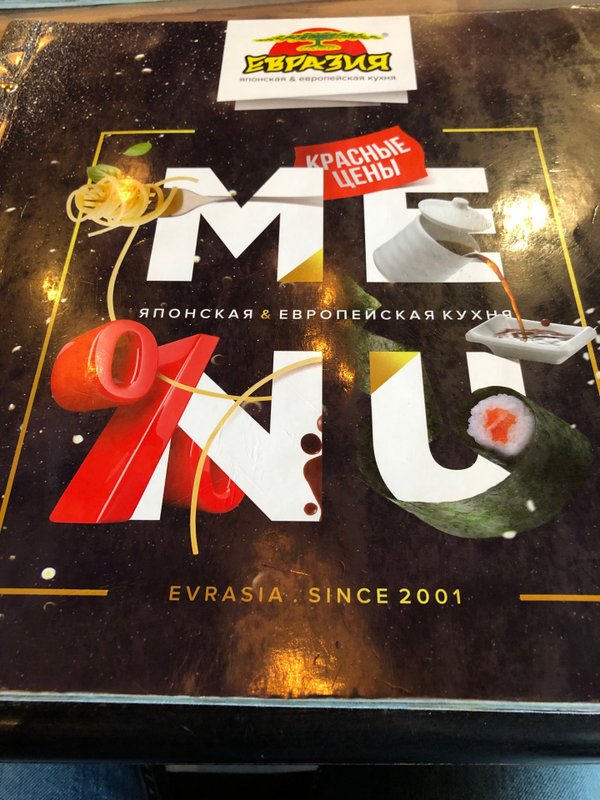 ЕВРАЗИЯ
японская & европейская кухня
КРАСНЫЕ
ЦЕНЫ
ME
ЯПОНСКАЯ & ЕВРОПЕЙСКАЯ КУХНЯ
NU
EVRASIA . SINCE 2001